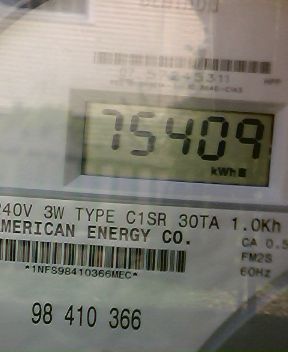 75409
kWh
240V 3W TYPE C1SR 30TA 1.0Kh
AMERICAN ENERGY CO.
CA 0.5
FM2S
60Hz
*1NFS98410366MEC*
98 410 366